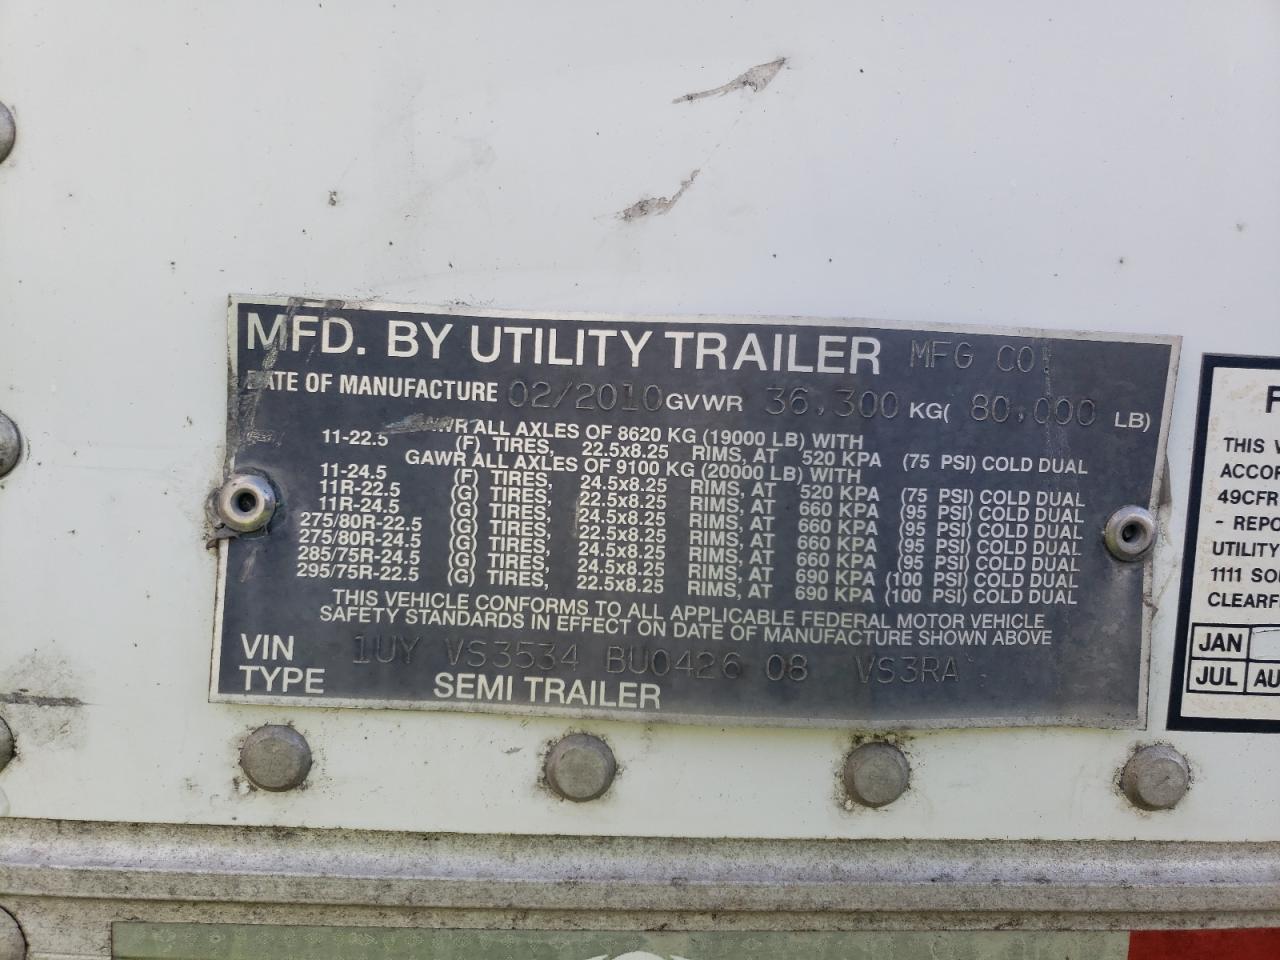 MFD. BY UTILITY TRAILER MFG CO.
DATE OF MANUFACTURE 02/2010 GVWR 36,300 KG( 80,000 LB)
GAWR ALL AXLES OF 8620 KG (19000 LB) WITH
11-22.5 (F) TIRES, 22.5x8.25 RIMS, AT 520 KPA (75 PSI) COLD DUAL
GAWR ALL AXLES OF 9100 KG (20000 LB) WITH
11-24.5 (F) TIRES, 24.5x8.25 RIMS, AT 520 KPA (75 PSI) COLD DUAL
11R-22.5 (G) TIRES, 22.5x8.25 RIMS, AT 660 KPA (95 PSI) COLD DUAL
11R-24.5 (G) TIRES, 24.5x8.25 RIMS, AT 660 KPA (95 PSI) COLD DUAL
275/80R-22.5 (G) TIRES, 22.5x8.25 RIMS, AT 660 KPA (95 PSI) COLD DUAL
275/80R-24.5 (G) TIRES, 24.5x8.25 RIMS, AT 660 KPA (95 PSI) COLD DUAL
285/75R-24.5 (G) TIRES, 24.5x8.25 RIMS, AT 690 KPA (100 PSI) COLD DUAL
295/75R-22.5 (G) TIRES, 22.5x8.25 RIMS, AT 690 KPA (100 PSI) COLD DUAL
THIS VEHICLE CONFORMS TO ALL APPLICABLE FEDERAL MOTOR VEHICLE
SAFETY STANDARDS IN EFFECT ON DATE OF MANUFACTURE SHOWN ABOVE
VIN 1UY VS3534 BU0426 08 VS3RA
TYPE SEMI TRAILER
THIS V
ACCOR
49CFR
- REPO
UTILITY
1111 SO
CLEARF
JAN
JUL AU